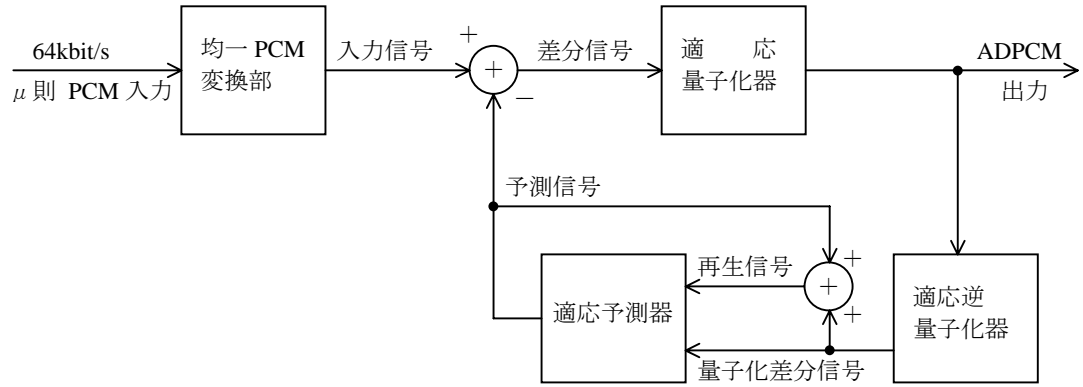 64kbit/s
μ則 PCM入力
均一PCM
変換部
入力信号
+
+
−
差分信号
適　応
量子化器
ADPCM
出力
予測信号
再生信号
+
+
+
適応予測器
量子化差分信号
適応逆
量子化器